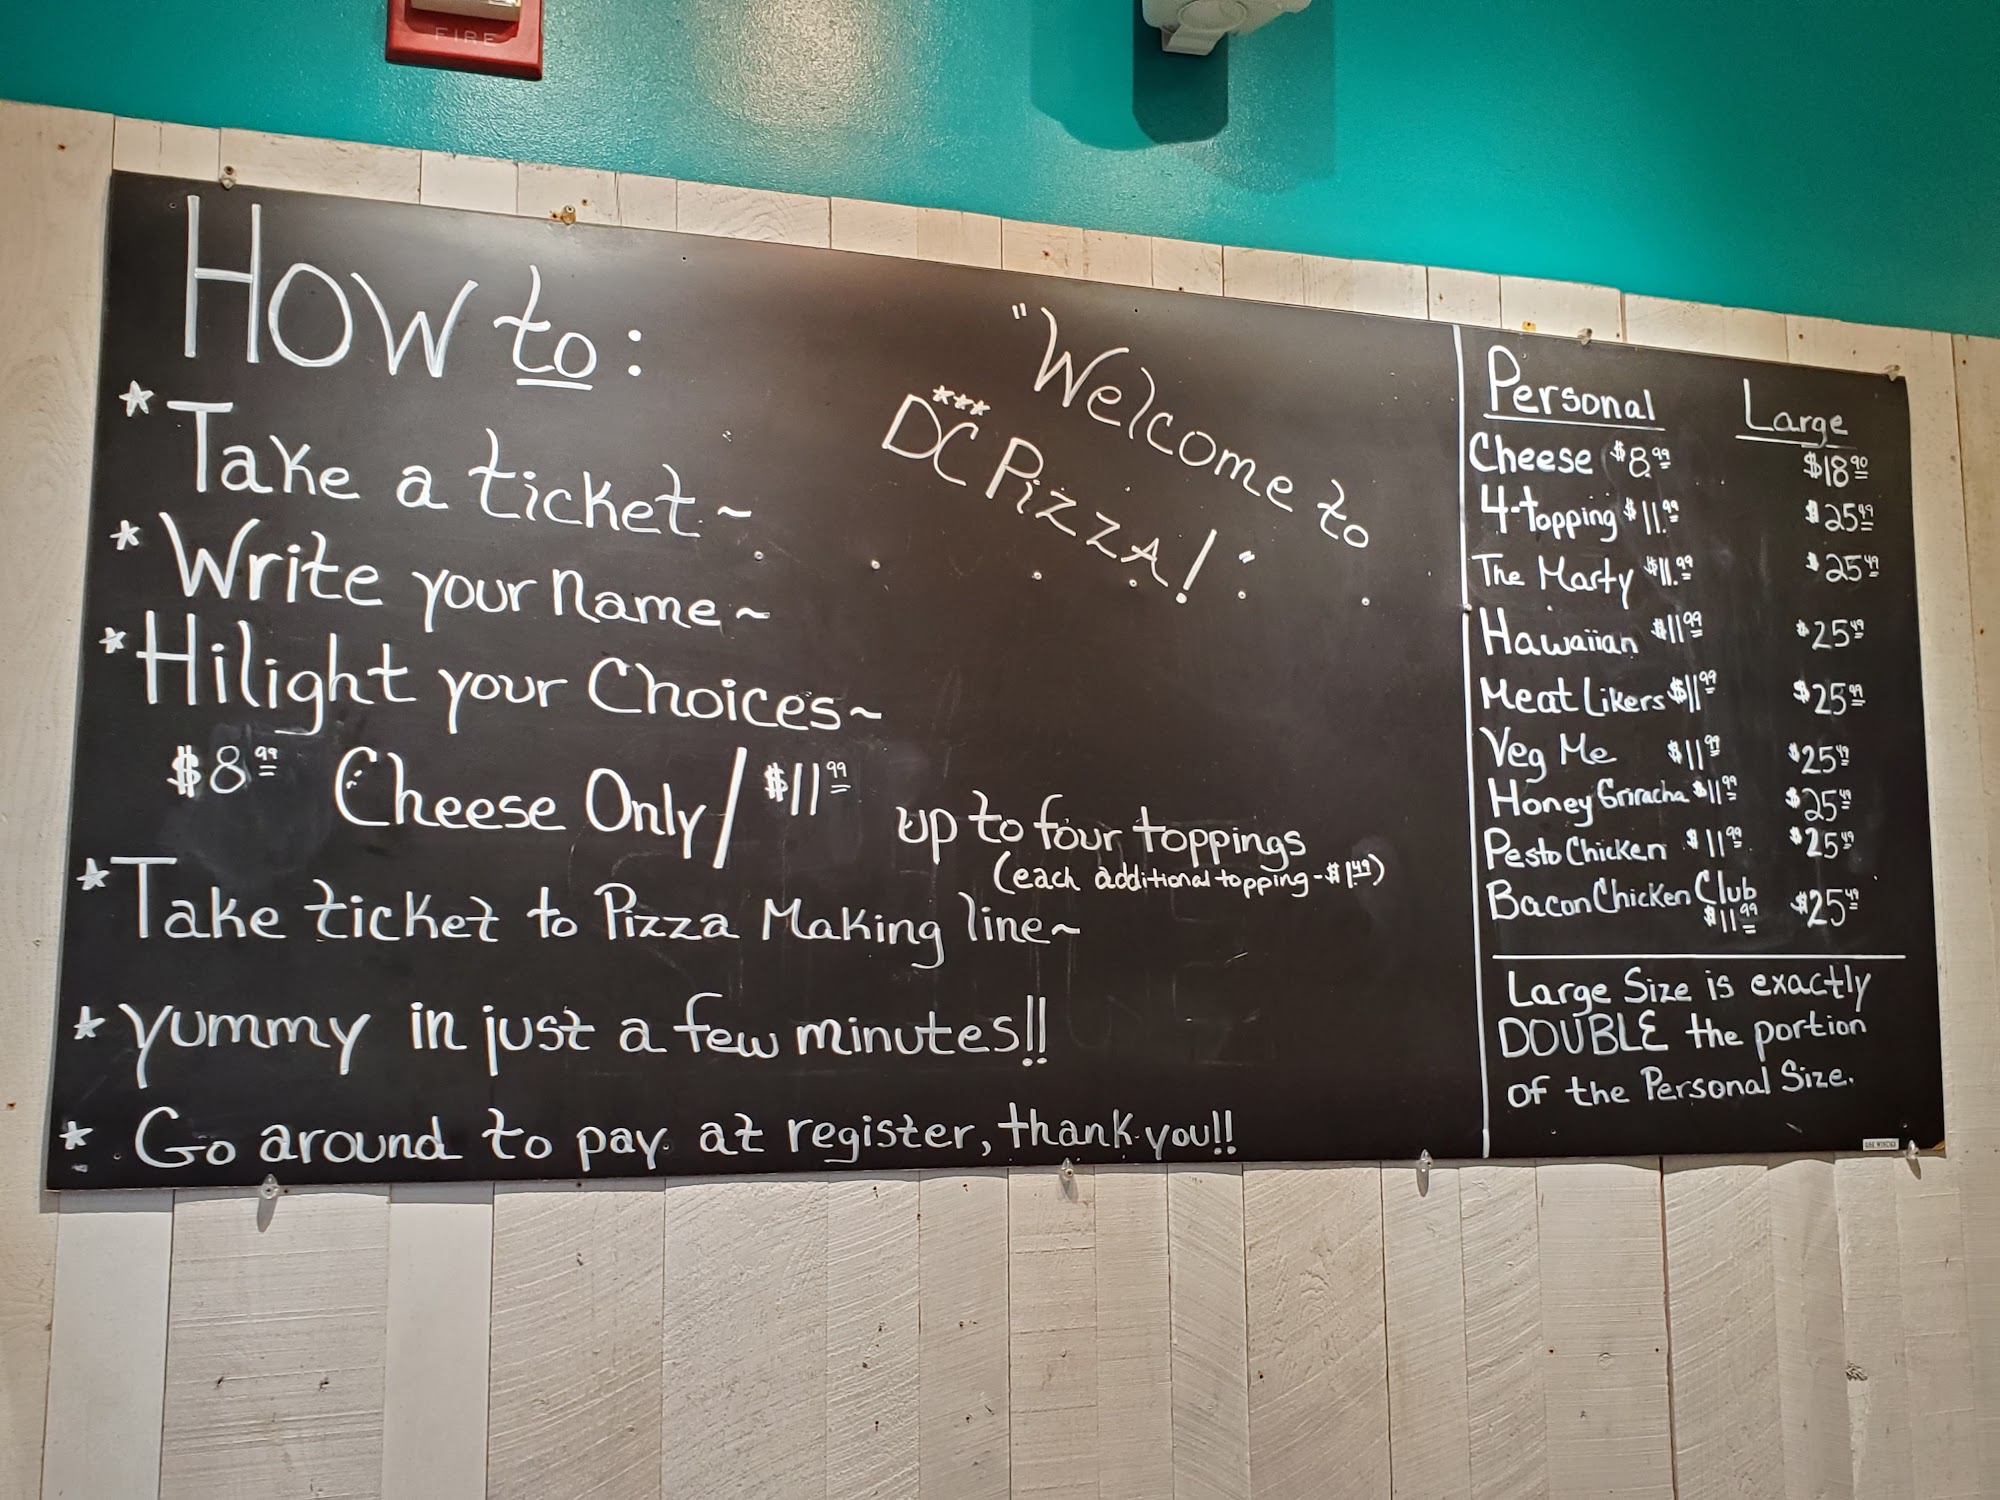 FIRE
HOW to:
* Take a ticket~
* Write your name~
* Hilight your Choices~
$8.99 Cheese Only/ $11.99 up to four toppings
(each additional topping-$1.49)
* Take ticket to Pizza Making line~
* yummy in just a few minutes!!
* Go around to pay at register, thank you!!
"Welcome to
***
DC Pizza!"
Personal Large
Cheese $8.99 $18.90
4-topping $11.99 $25.49
The Marty $11.99 $25.49
Hawaiian $11.99 $25.49
Meat Likers $11.99 $25.49
Veg Me $11.99 $25.49
Honey Sriracha $11.99 $25.49
Pesto Chicken $11.99 $25.49
Bacon Chicken Club
$11.99 $25.49
Large Size is exactly
DOUBLE the portion
of the Personal Size.